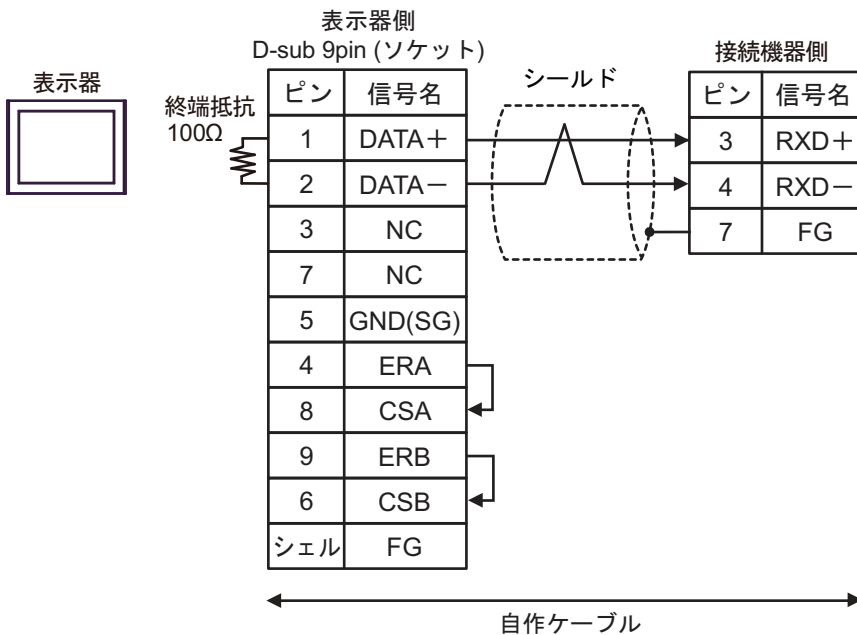 表示器側
D-sub 9pin (ソケット)
接続機器側
表示器
終端抵抗
100Ω
シールド
ピン 信号名
1 DATA＋
2 DATA－
3 NC
7 NC
5 GND(SG)
4 ERA
8 CSA
9 ERB
6 CSB
シェル FG
ピン 信号名
3 RXD＋
4 RXD－
7 FG
自作ケーブル